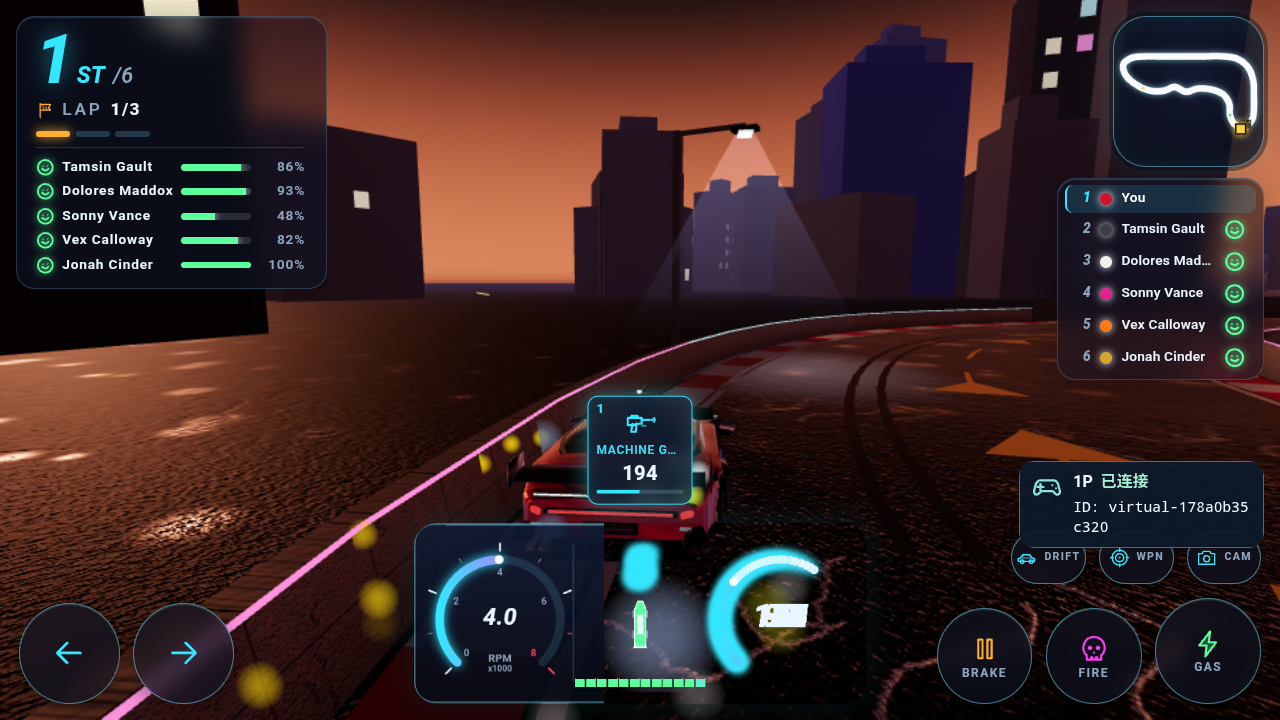 1 ST /6
LAP 1/3
Tamsin Gault 86%
Dolores Maddox 93%
Sonny Vance 48%
Vex Calloway 82%
Jonah Cinder 100%
1 You
2 Tamsin Gault
3 Dolores Mad...
4 Sonny Vance
5 Vex Calloway
6 Jonah Cinder
1
MACHINE G...
194
1P 已连接
ID: virtual-178a0b35
c320
DRIFT
WPN
CAM
0 2 4 6 8
4.0
RPM
x1000
BRAKE
FIRE
GAS